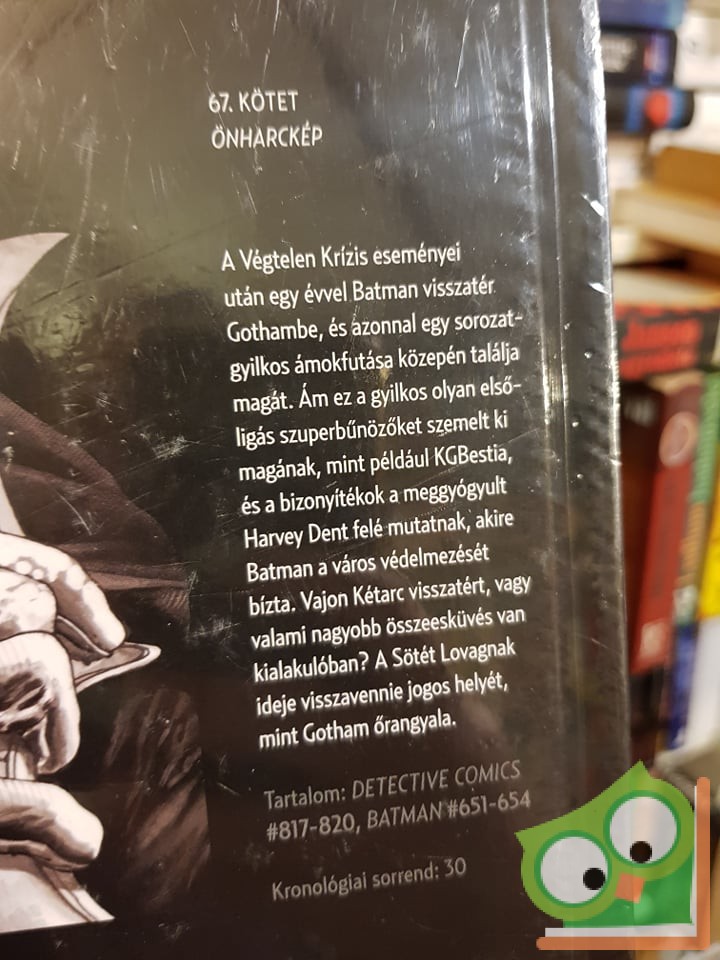 67. KÖTET
ÖNHARCKÉP
A Végtelen Krízis eseményei
után egy évvel Batman visszatér
Gothambe, és azonnal egy sorozat-
gyilkos ámokfutása közepén találja
magát. Ám ez a gyilkos olyan első-
ligás szuperbűnözőket szemelt ki
magának, mint például KGBestia,
és a bizonyítékok a meggyógyult
Harvey Dent felé mutatnak, akire
Batman a város védelmezését
bízta. Vajon Kétarc visszatért, vagy
valami nagyobb összeesküvés van
kialakulóban? A Sötét Lovagnak
ideje visszavennie jogos helyét,
mint Gotham őrangyala.
Tartalom: DETECTIVE COMICS
#817-820, BATMAN #651-654
Kronológiai sorrend: 30